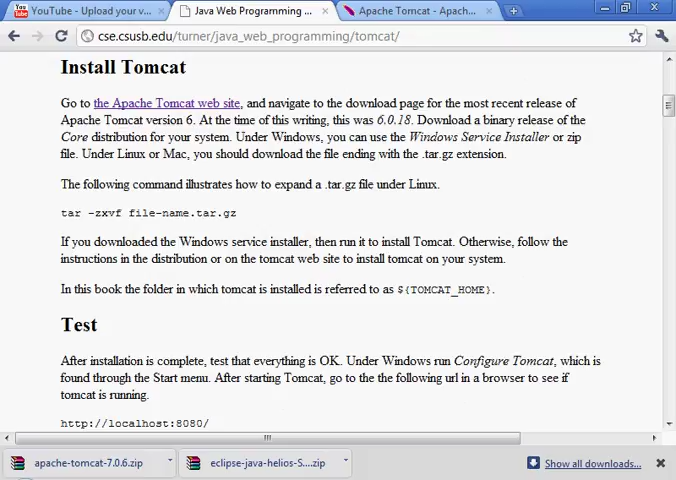 YouTube - Upload your v...
Java Web Programming ...
Apache Tomcat - Apach...
cse.csusb.edu/turner/java_web_programming/tomcat/
Install Tomcat
Go to the Apache Tomcat web site, and navigate to the download page for the most recent release of
Apache Tomcat version 6. At the time of this writing, this was 6.0.18. Download a binary release of the
Core distribution for your system. Under Windows, you can use the Windows Service Installer or zip
file. Under Linux or Mac, you should download the file ending with the .tar.gz extension.
The following command illustrates how to expand a .tar.gz file under Linux.
tar -zxvf file-name.tar.gz
If you downloaded the Windows service installer, then run it to install Tomcat. Otherwise, follow the
instructions in the distribution or on the tomcat web site to install tomcat on your system.
In this book the folder in which tomcat is installed is referred to as ${TOMCAT_HOME}.
Test
After installation is complete, test that everything is OK. Under Windows run Configure Tomcat, which is
found through the Start menu. After starting Tomcat, go to the the following url in a browser to see if
tomcat is running.
http://localhost:8080/
apache-tomcat-7.0.6.zip
eclipse-java-helios-S....zip
Show all downloads...